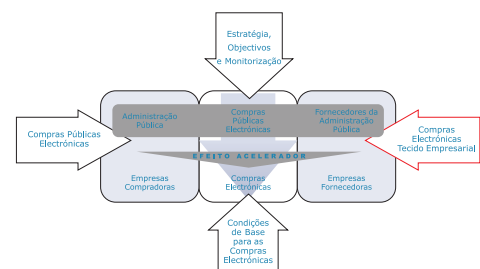 Estratégia,
Objectivos
e Monitorização
Administração
Pública
Compras
Públicas
Electrónicas
Fornecedores da
Administração
Pública
Compras Públicas
Electrónicas
Compras
Electrónicas
Tecido Empresarial
EFEITO ACELERADOR
Empresas
Compradoras
Compras
Electrónicas
Empresas
Fornecedoras
Condições
de Base
para as
Compras
Electrónicas